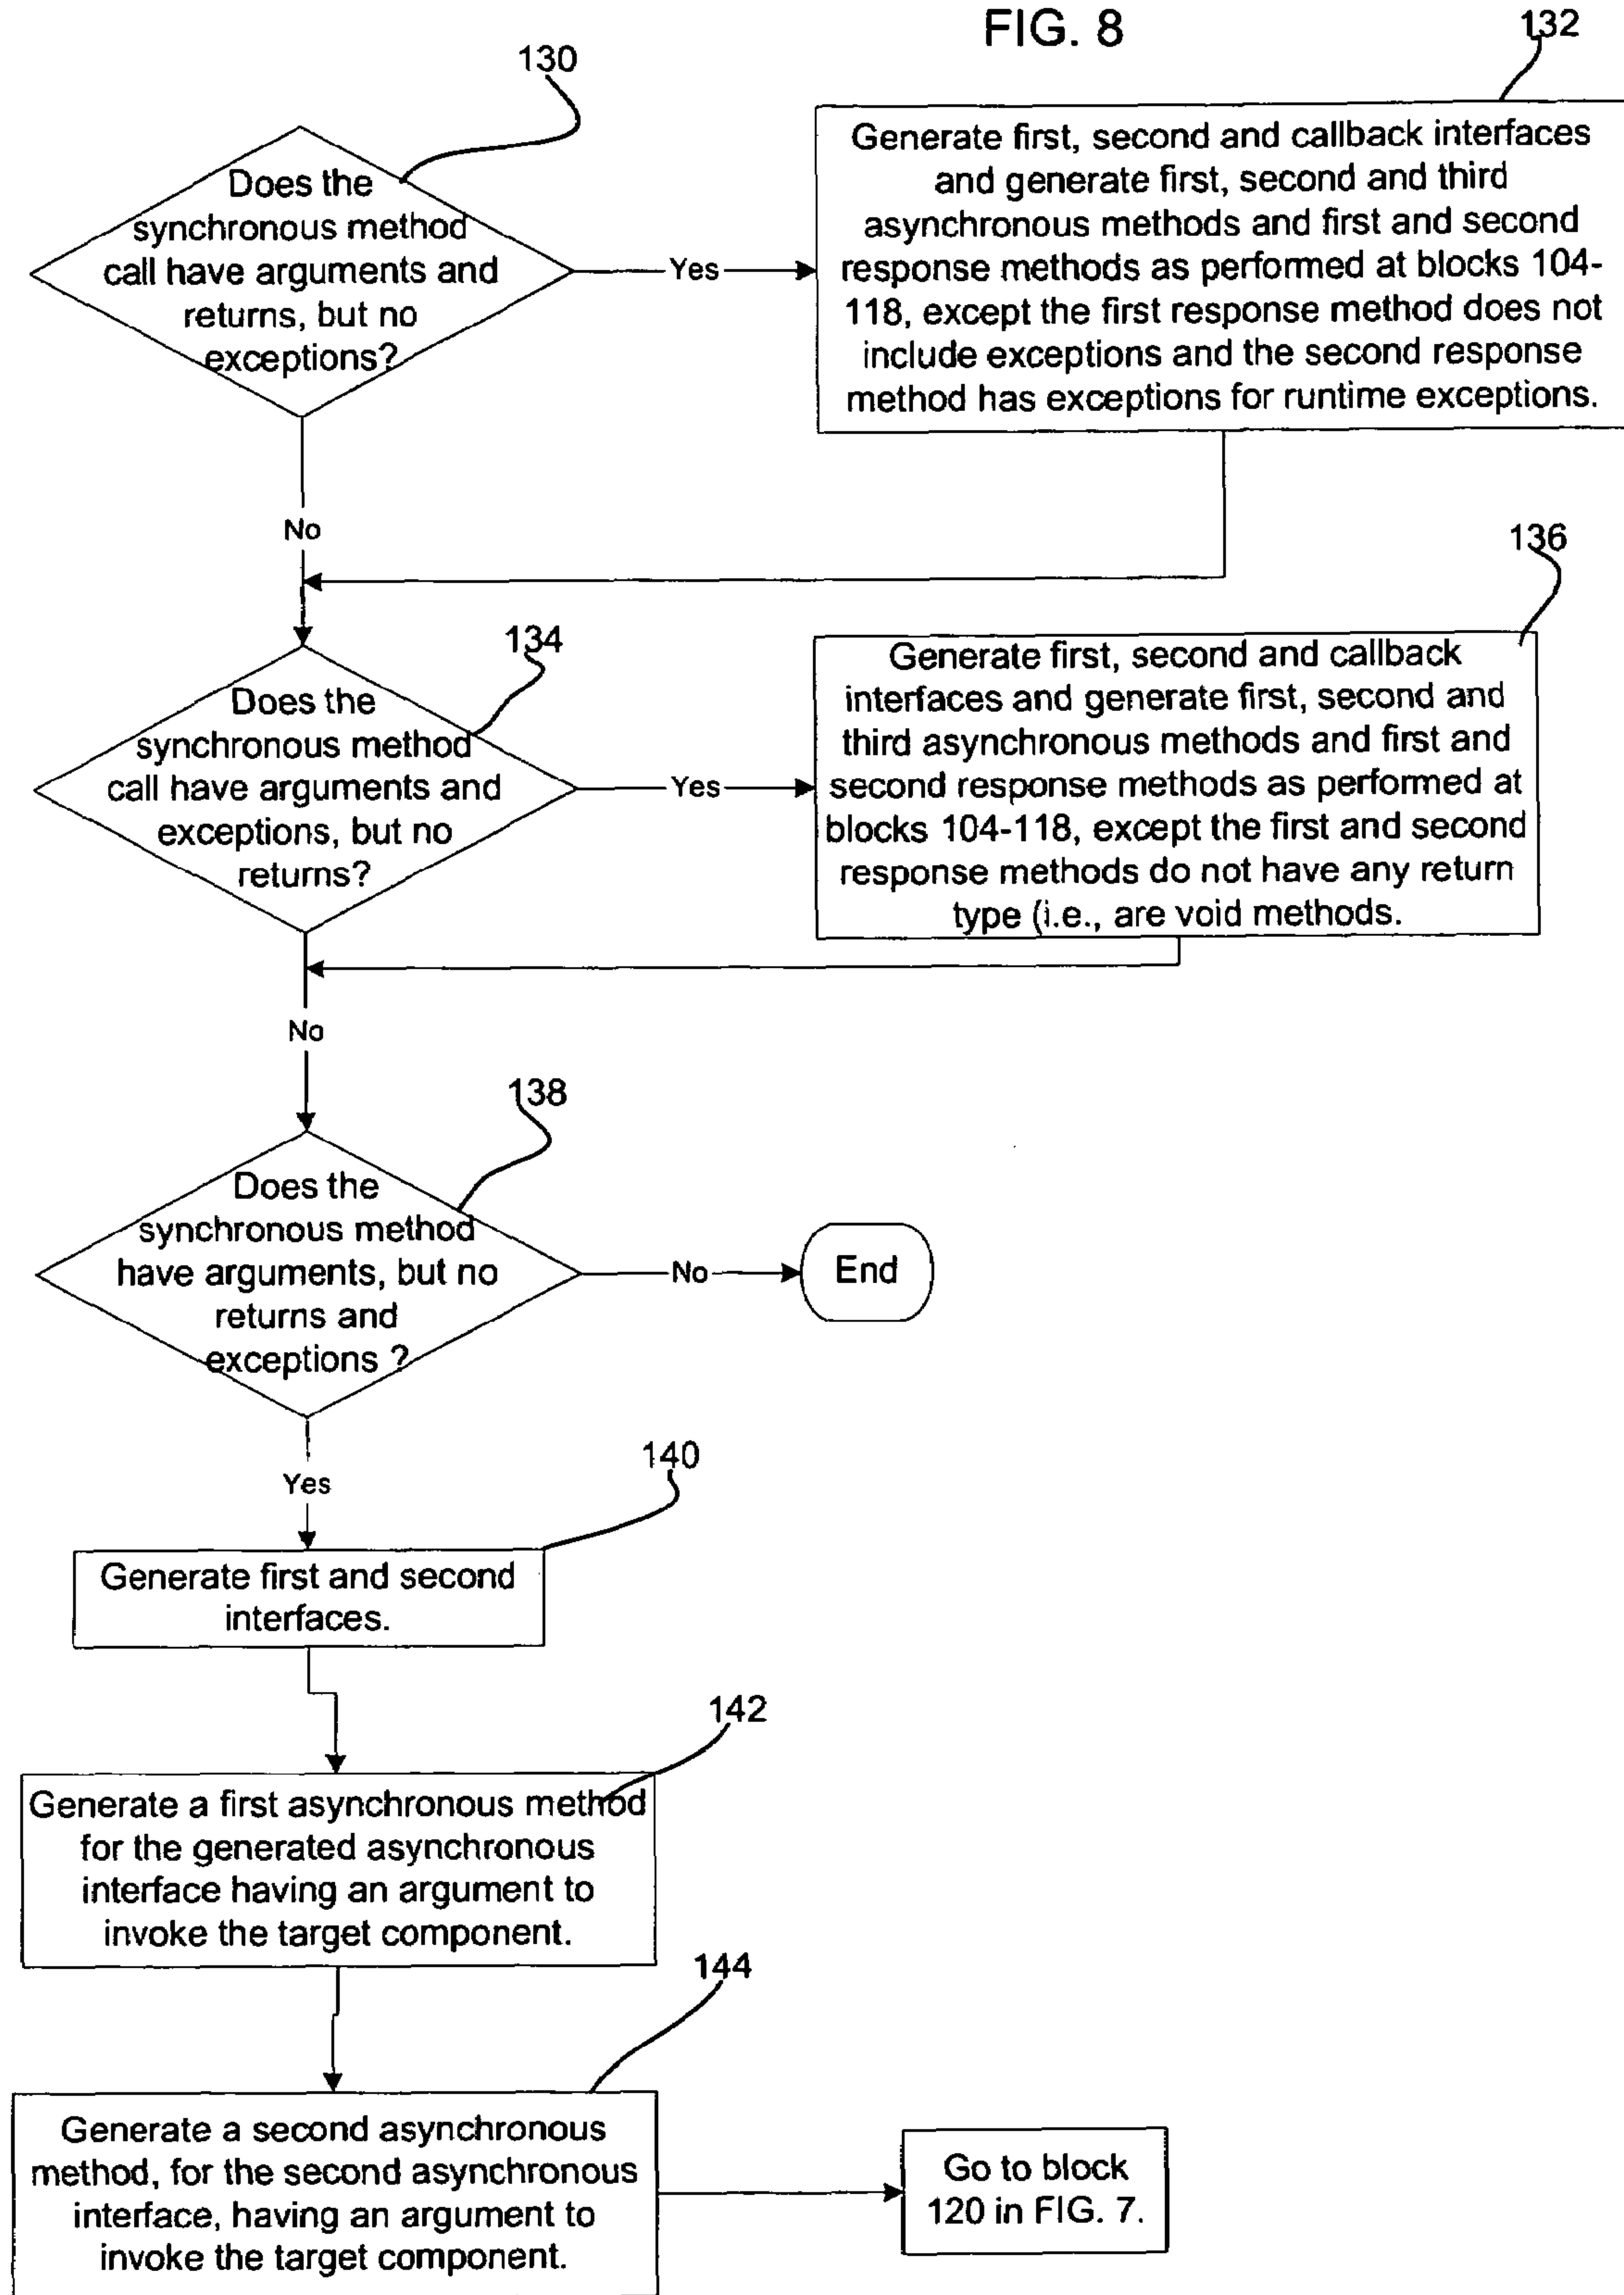 FIG. 8
130
132
Does the
synchronous method
call have arguments and
returns, but no
exceptions?
Yes
Generate first, second and callback interfaces
and generate first, second and third
asynchronous methods and first and second
response methods as performed at blocks 104-
118, except the first response method does not
include exceptions and the second response
method has exceptions for runtime exceptions.
No
134
136
Does the
synchronous method
call have arguments and
exceptions, but no
returns?
Yes
Generate first, second and callback
interfaces and generate first, second and
third asynchronous methods and first and
second response methods as performed at
blocks 104-118, except the first and second
response methods do not have any return
type (i.e., are void methods.
No
138
Does the
synchronous method
have arguments, but no
returns and
exceptions ?
No
End
Yes
140
Generate first and second
interfaces.
142
Generate a first asynchronous method
for the generated asynchronous
interface having an argument to
invoke the target component.
144
Generate a second asynchronous
method, for the second asynchronous
interface, having an argument to
invoke the target component.
Go to block
120 in FIG. 7.